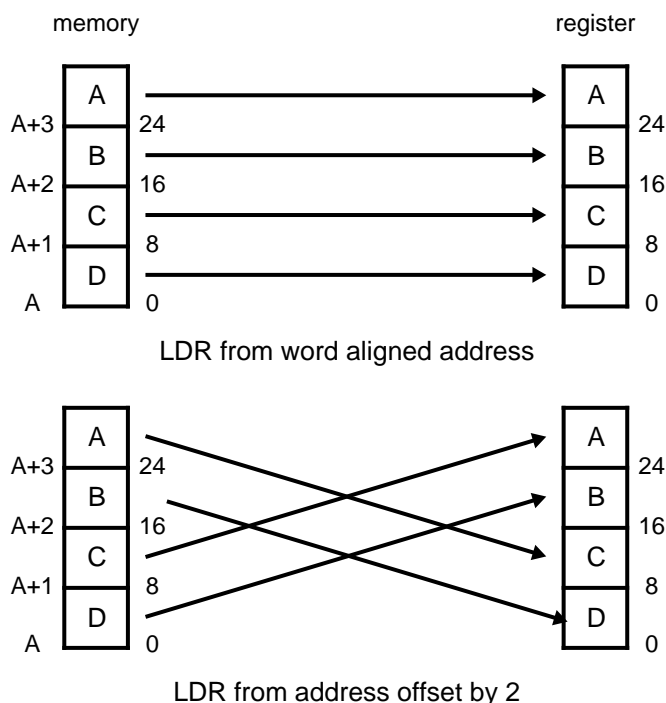 memory register
A A
A+3 24 24
B B
A+2 16 16
C C
A+1 8 8
D D
A 0 0
LDR from word aligned address
A A
A+3 24 24
B B
A+2 16 16
C C
A+1 8 8
D D
A 0 0
LDR from address offset by 2